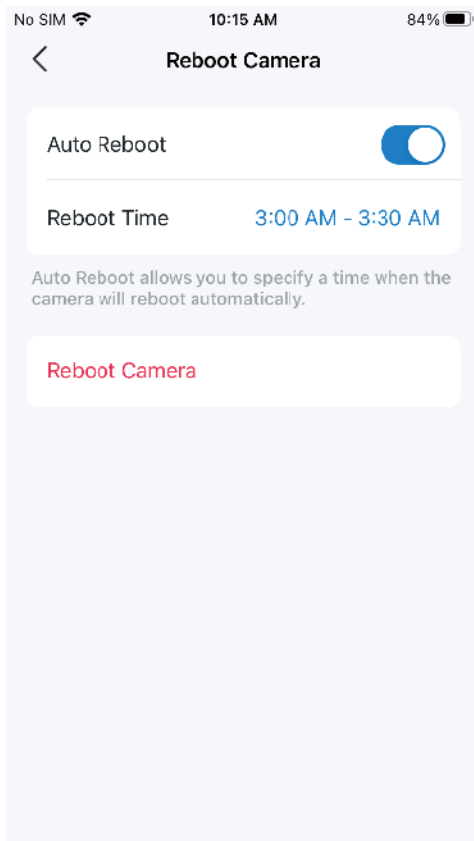 No SIM 10:15 AM 84%
Reboot Camera
Auto Reboot
Reboot Time 3:00 AM - 3:30 AM
Auto Reboot allows you to specify a time when the
camera will reboot automatically.
Reboot Camera